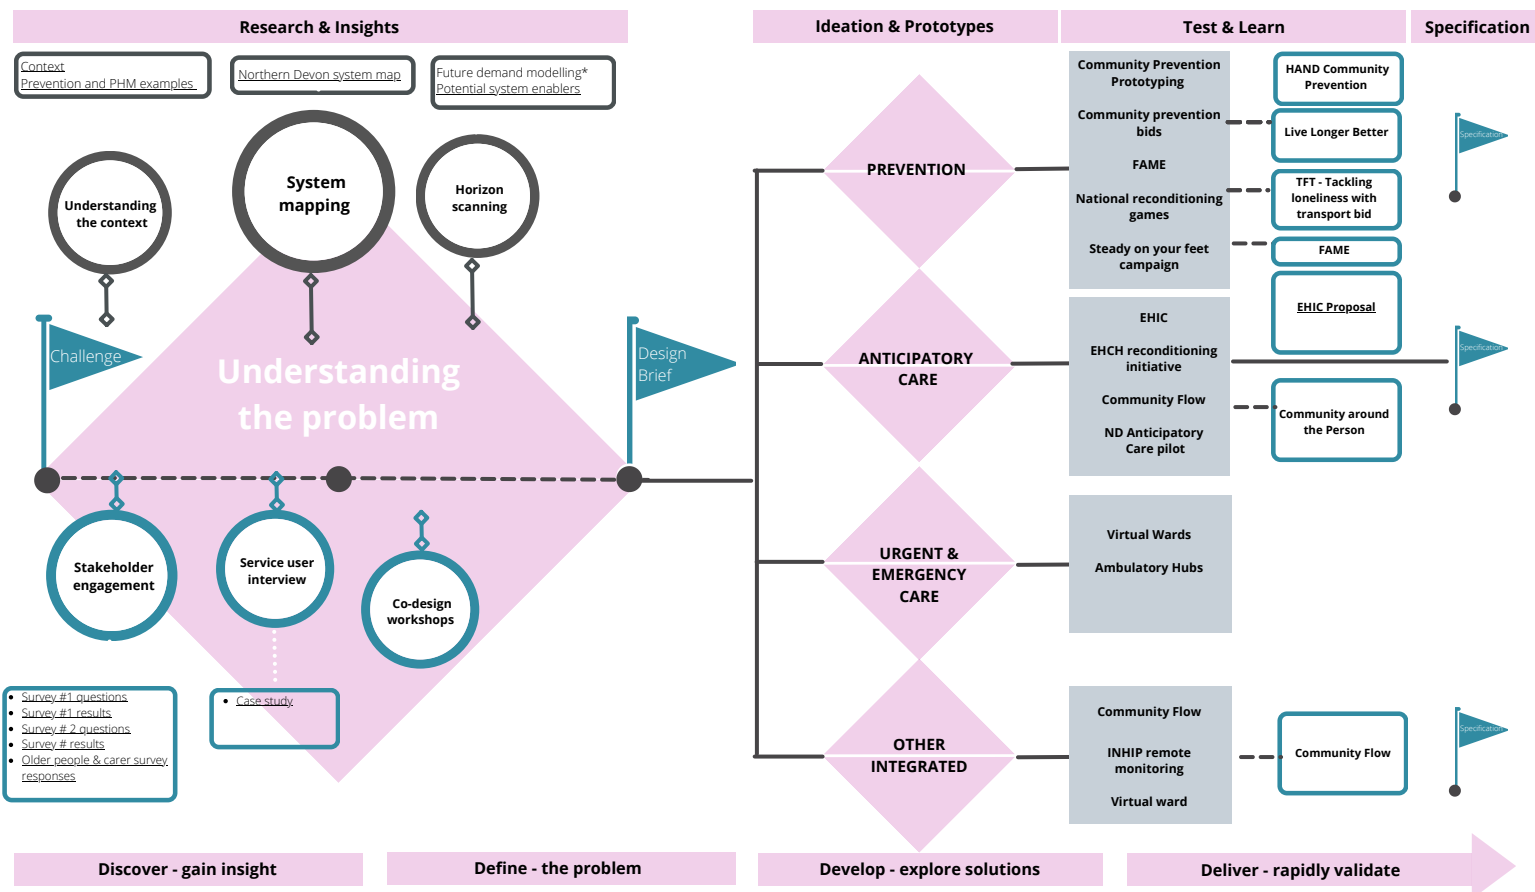 Research & Insights
Ideation & Prototypes
Test & Learn
Specification
Context
Prevention and PHM examples
Northern Devon system map
Future demand modelling*
Potential system enablers
Understanding
the context
System
mapping
Horizon
scanning
Challenge
Understanding
the problem
Design
Brief
Stakeholder
engagement
Service user
interview
Co-design
workshops
Survey #1 questions
Survey #1 results
Survey # 2 questions
Survey # results
Older people & carer survey
responses
Case study
PREVENTION
ANTICIPATORY
CARE
URGENT &
EMERGENCY
CARE
OTHER
INTEGRATED
Community Prevention
Prototyping
Community prevention
bids
FAME
National reconditioning
games
Steady on your feet
campaign
HAND Community
Prevention
Live Longer Better
TFT - Tackling
loneliness with
transport bid
FAME
Specification
EHIC
EHCH reconditioning
initiative
Community Flow
ND Anticipatory
Care pilot
EHIC Proposal
Community around
the Person
Specification
Virtual Wards
Ambulatory Hubs
Community Flow
INHIP remote
monitoring
Virtual ward
Community Flow
Specification
Discover - gain insight
Define - the problem
Develop - explore solutions
Deliver - rapidly validate